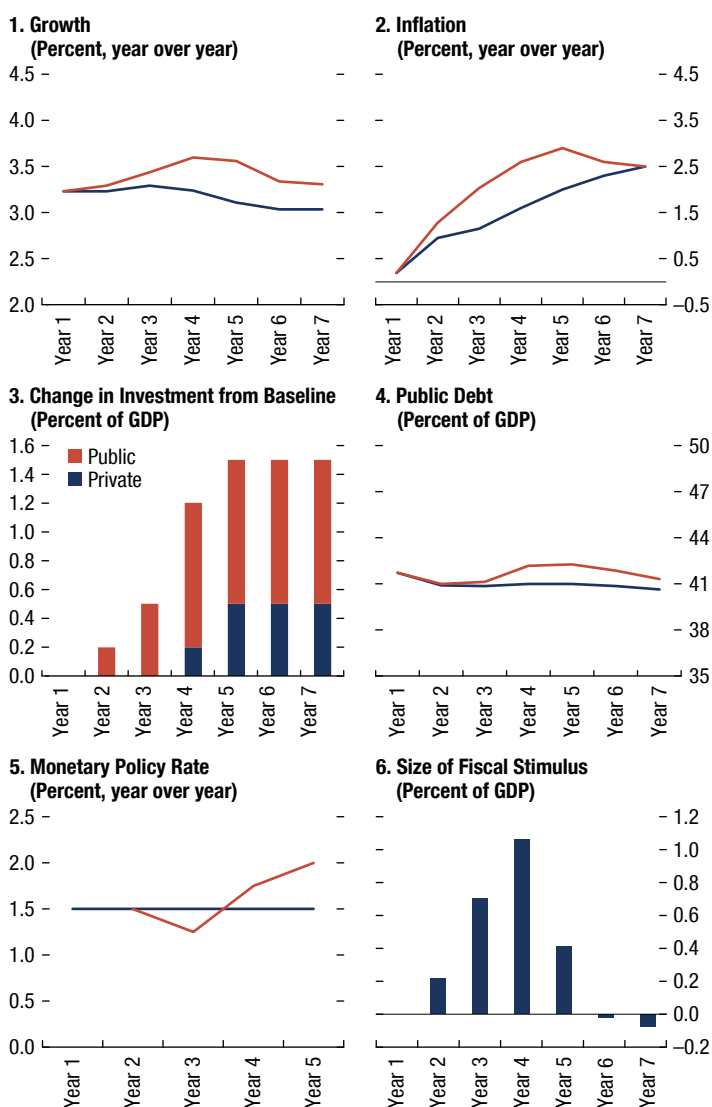 1. Growth
(Percent, year over year)
4.5
4.0
3.5
3.0
2.5
2.0
Year 1
Year 2
Year 3
Year 4
Year 5
Year 6
Year 7
2. Inflation
(Percent, year over year)
4.5
3.5
2.5
1.5
0.5
–0.5
Year 1
Year 2
Year 3
Year 4
Year 5
Year 6
Year 7
3. Change in Investment from Baseline
(Percent of GDP)
1.6
1.4
1.2
1.0
0.8
0.6
0.4
0.2
0.0
Public
Private
Year 1
Year 2
Year 3
Year 4
Year 5
Year 6
Year 7
4. Public Debt
(Percent of GDP)
50
47
44
41
38
35
Year 1
Year 2
Year 3
Year 4
Year 5
Year 6
Year 7
5. Monetary Policy Rate
(Percent, year over year)
2.5
2.0
1.5
1.0
0.5
0.0
Year 1
Year 2
Year 3
Year 4
Year 5
6. Size of Fiscal Stimulus
(Percent of GDP)
1.2
1.0
0.8
0.6
0.4
0.2
0.0
–0.2
Year 1
Year 2
Year 3
Year 4
Year 5
Year 6
Year 7